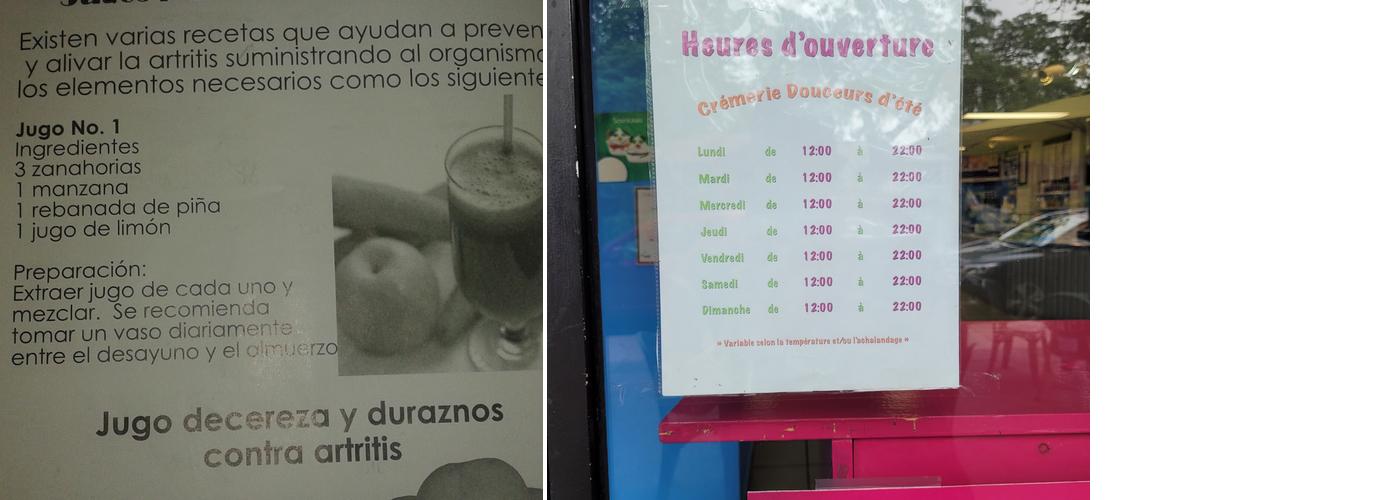 Existen varias recetas que ayudan a preven
y alivar la artritis suministrando al organismo
los elementos necesarios como los siguiente
Jugo No. 1
Ingredientes
3 zanahorias
1 manzana
1 rebanada de piña
1 jugo de limón
Preparación:
Extraer jugo de cada uno y
mezclar. Se recomienda
tomar un vaso diariamente
entre el desayuno y el almuerzo
Jugo decereza y duraznos
contra artritis
Heures d'ouverture
Crémerie Douceurs d'été
Lundi de 12:00 à 22:00
Mardi de 12:00 à 22:00
Mercredi de 12:00 à 22:00
Jeudi de 12:00 à 22:00
Vendredi de 12:00 à 22:00
Samedi de 12:00 à 22:00
Dimanche de 12:00 à 22:00
» Variable selon la température et/ou l'achalandage »